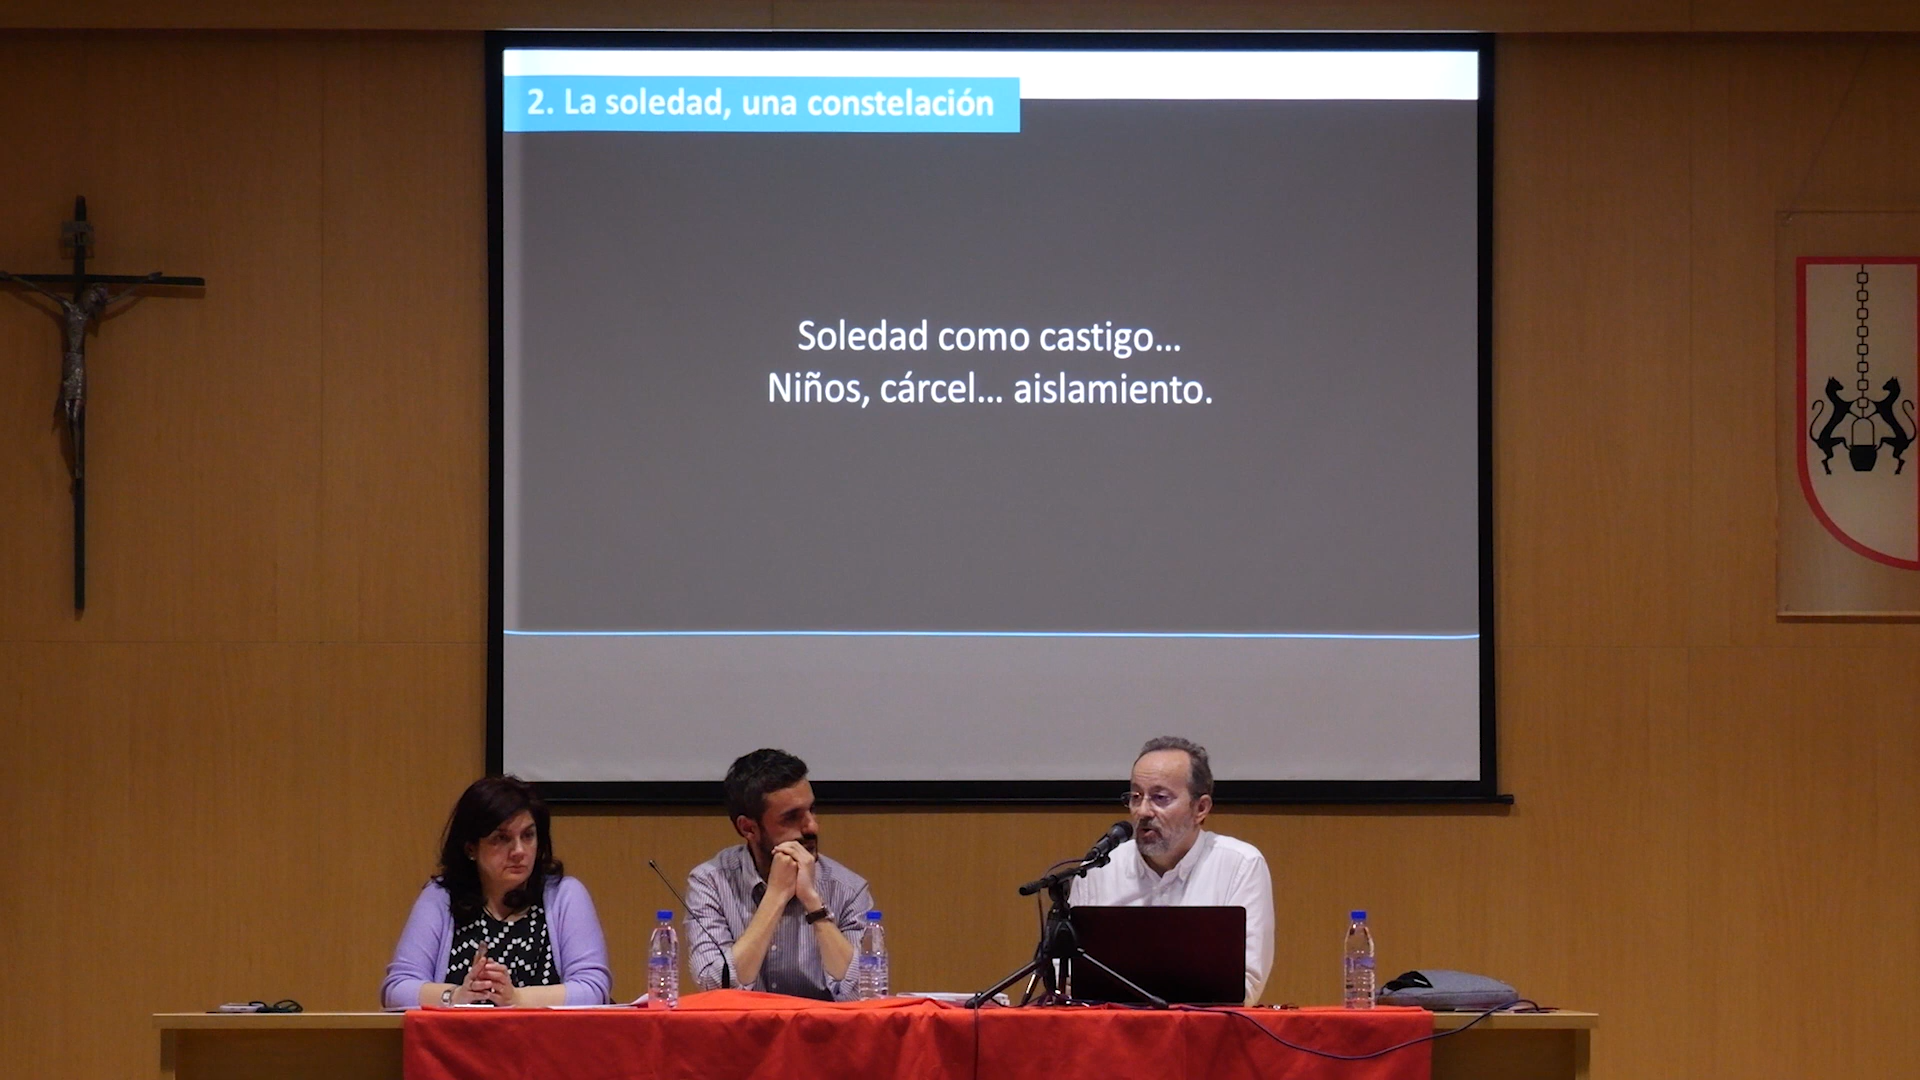 2. La soledad, una constelación
Soledad como castigo...
Niños, cárcel... aislamiento.